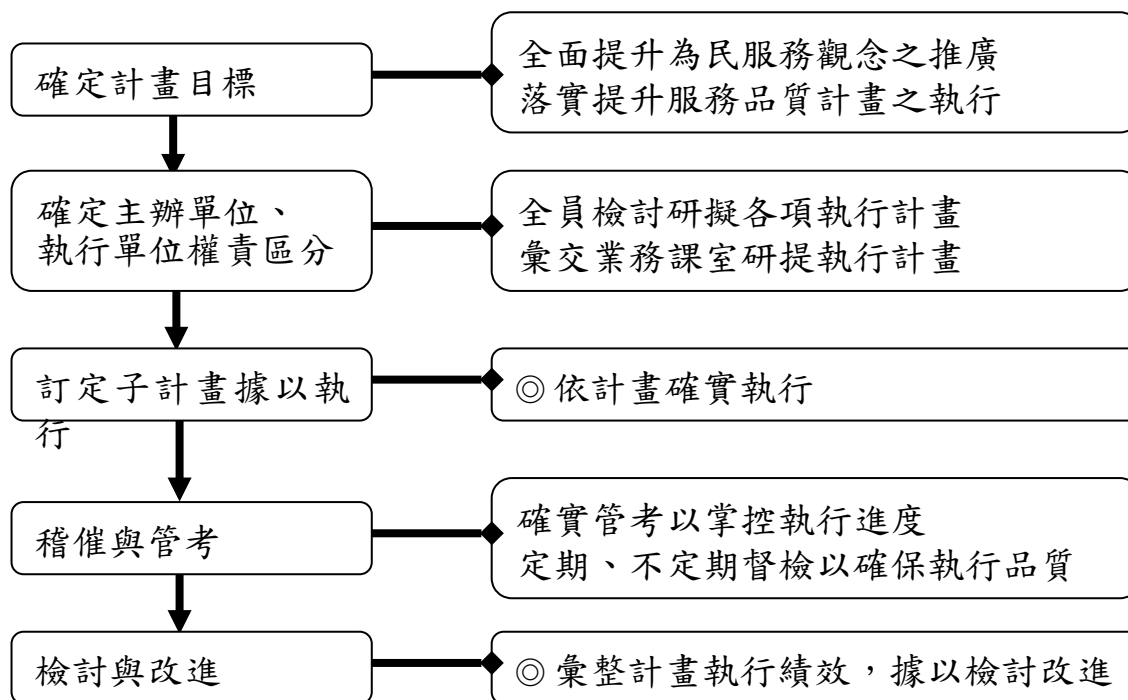 確定計畫目標
全面提升為民服務觀念之推廣
落實提升服務品質計畫之執行
確定主辦單位、
執行單位權責區分
全員檢討研擬各項執行計畫
彙交業務課室研提執行計畫
訂定子計畫據以執
行
◎依計畫確實執行
稽催與管考
確實管考以掌控執行進度
定期、不定期督檢以確保執行品質
檢討與改進
◎彙整計畫執行績效，據以檢討改進